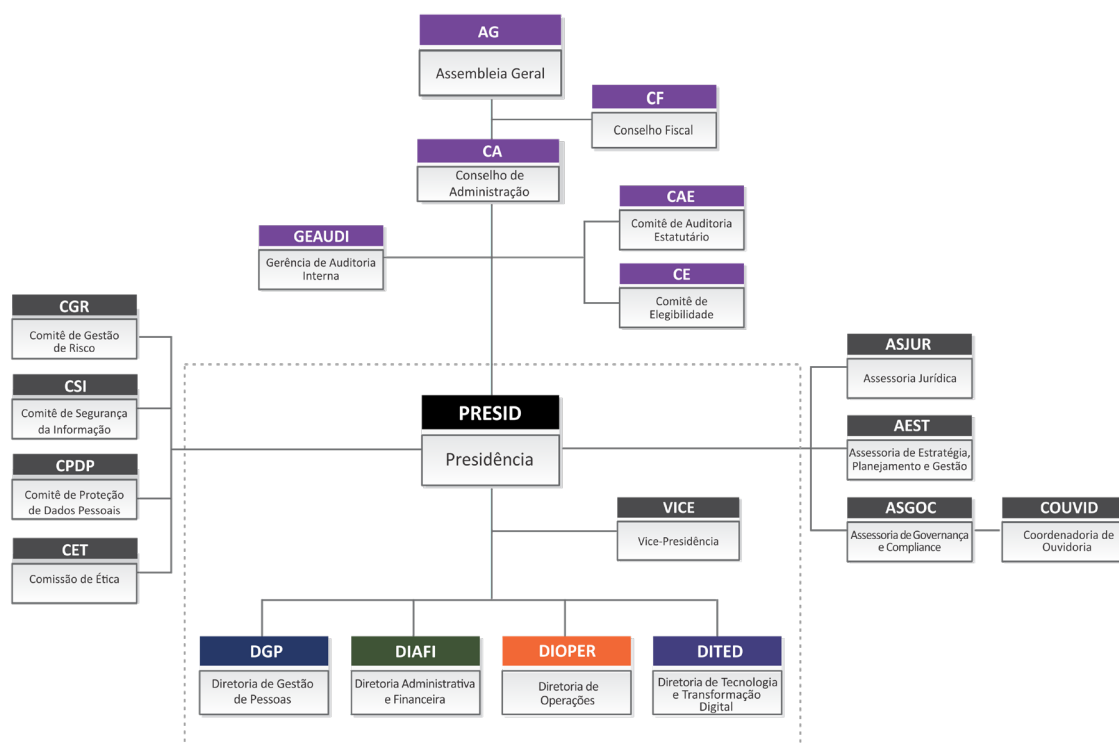 AG
Assembleia Geral
CF
Conselho Fiscal
CA
Conselho de
Administração
CAE
Comitê de Auditoria
Estatutário
GEAUDI
Gerência de Auditoria
Interna
CE
Comitê de
Elegibilidade
CGR
Comitê de Gestão
de Risco
CSI
Comitê de Segurança
da Informação
CPDP
Comitê de Proteção
de Dados Pessoais
CET
Comissão de Ética
PRESID
Presidência
ASJUR
Assessoria Jurídica
AEST
Assessoria de Estratégia,
Planejamento e Gestão
ASGOC
Assessoria de Governança
e Compliance
COUVID
Coordenadoria de
Ouvidoria
VICE
Vice-Presidência
DGP
Diretoria de Gestão
de Pessoas
DIAFI
Diretoria Administrativa
e Financeira
DIOPER
Diretoria de
Operações
DITED
Diretoria de Tecnologia
e Transformação
Digital